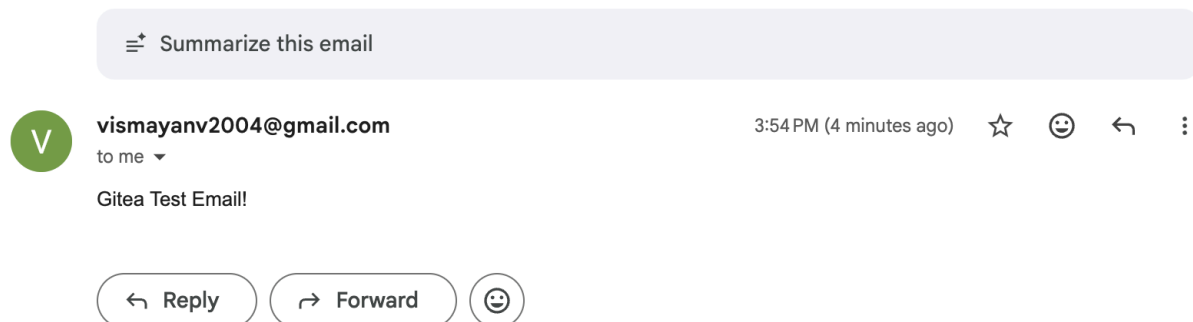 Summarize this email
V
vismayanv2004@gmail.com 3:54 PM (4 minutes ago)
to me
Gitea Test Email!
Reply Forward